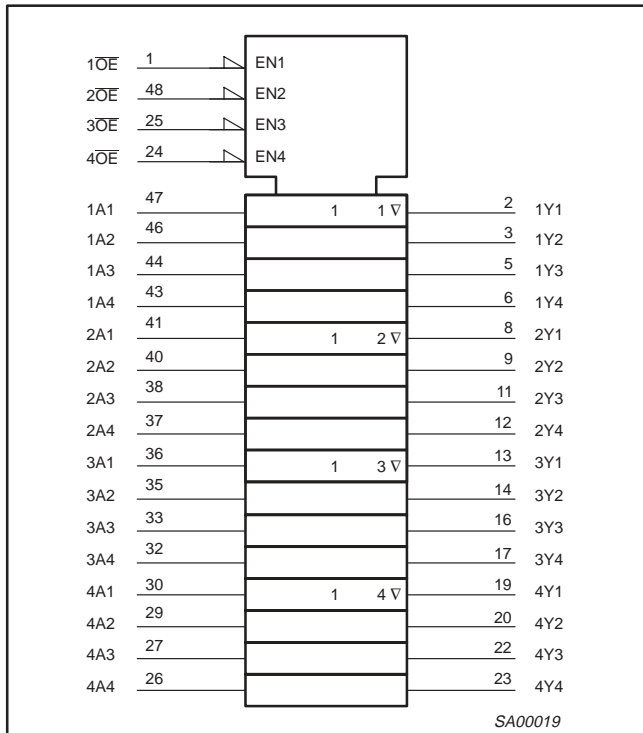 1O̅E̅ 1 EN1
2O̅E̅ 48 EN2
3O̅E̅ 25 EN3
4O̅E̅ 24 EN4
1A1 47 1 1 ∇ 2 1Y1
1A2 46 3 1Y2
1A3 44 5 1Y3
1A4 43 6 1Y4
2A1 41 1 2 ∇ 8 2Y1
2A2 40 9 2Y2
2A3 38 11 2Y3
2A4 37 12 2Y4
3A1 36 1 3 ∇ 13 3Y1
3A2 35 14 3Y2
3A3 33 16 3Y3
3A4 32 17 3Y4
4A1 30 1 4 ∇ 19 4Y1
4A2 29 20 4Y2
4A3 27 22 4Y3
4A4 26 23 4Y4
SA00019